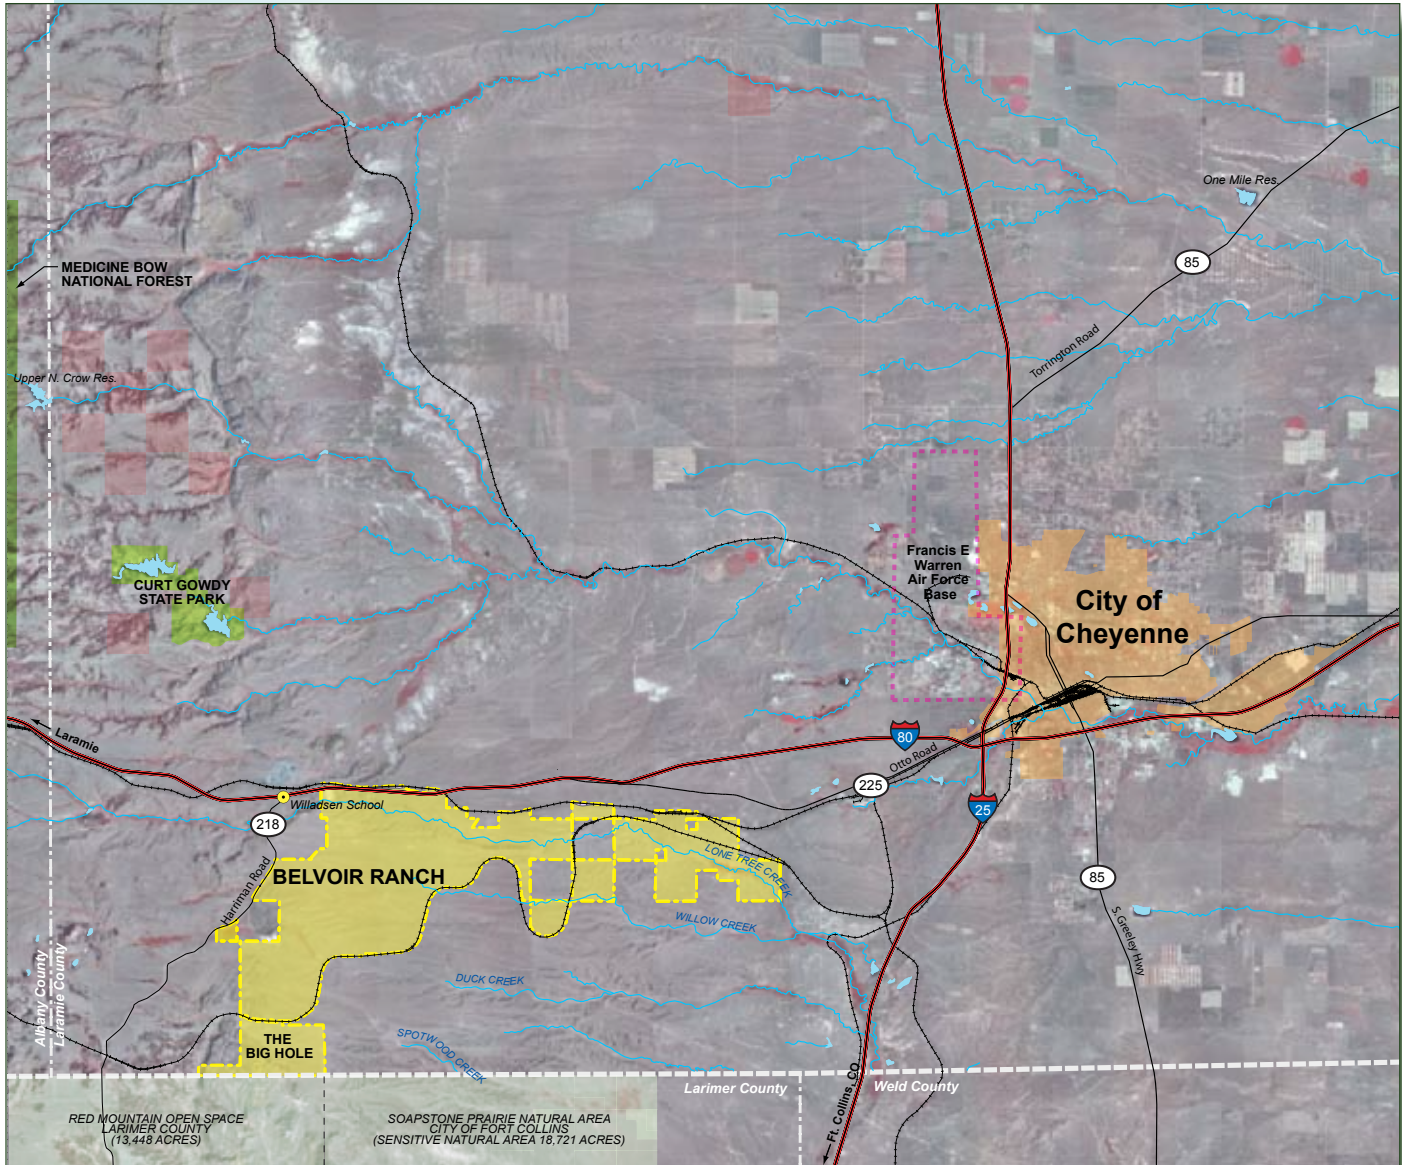 One Mile Res.
85
MEDICINE BOW
NATIONAL FOREST
Torrington Road
Upper N. Crow Res.
Francis E
Warren
Air Force
Base
CURT GOWDY
STATE PARK
City of
Cheyenne
Laramie
80
Otto Road
225
Willadsen School
25
218
LONE TREE CREEK
Harriman Road
BELVOIR RANCH
85
WILLOW CREEK
S.Greeley Hwy
DUCK CREEK
Albany County
Laramie County
SPOTWOOD CREEK
THE
BIG HOLE
Larimer County
Weld County
Ft. Collins, CO
RED MOUNTAIN OPEN SPACE
LARIMER COUNTY
(13,448 ACRES)
SOAPSTONE PRAIRIE NATURAL AREA
CITY OF FORT COLLINS
(SENSITIVE NATURAL AREA 18,721 ACRES)